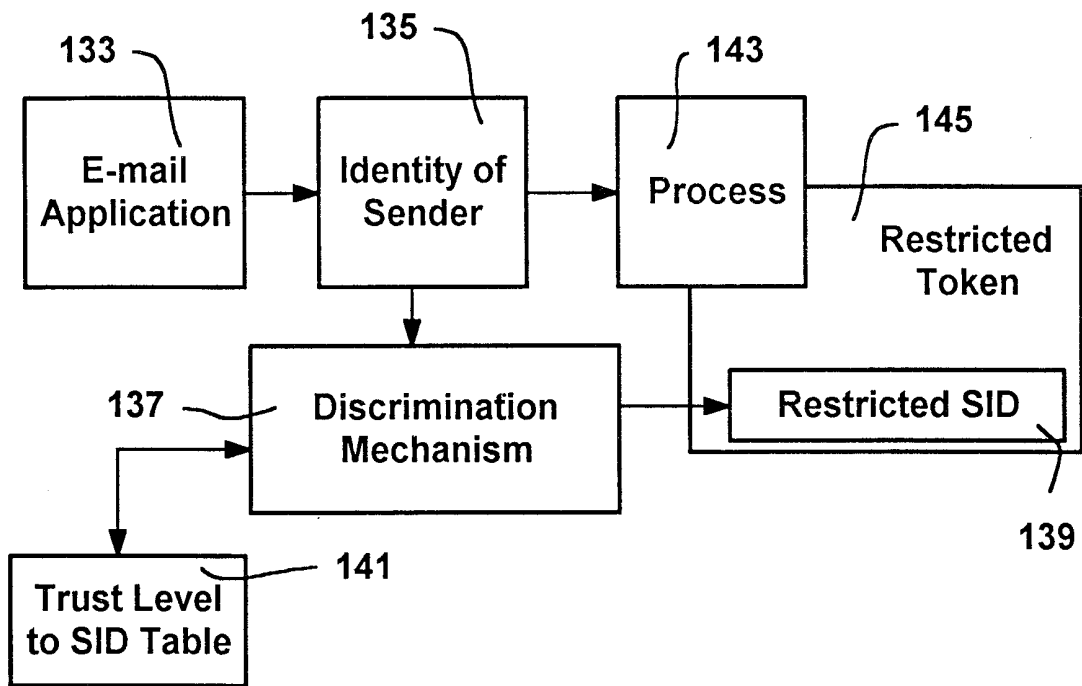 133
135
143
145
E-mail
Application
Identity of
Sender
Process
Restricted
Token
137
Discrimination
Mechanism
Restricted SID
139
141
Trust Level
to SID Table